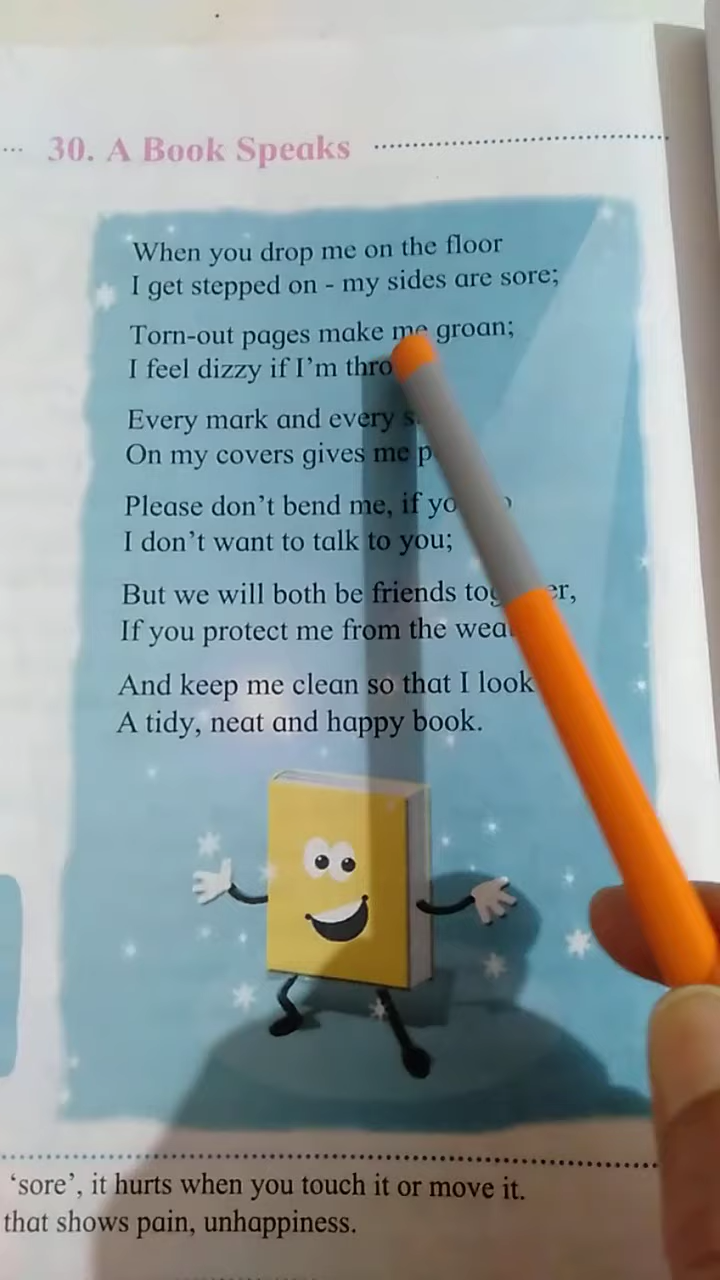 30. A Book Speaks
When you drop me on the floor
I get stepped on - my sides are sore;
Torn-out pages make me groan;
I feel dizzy if I'm
Every mark and every
On my covers gives me
Please don't bend me, if
I don't want to talk to you;
But we will both be friends
If you protect me from the
And keep me clean so that I look
A tidy, neat and happy book.
'sore', it hurts when you touch it or move it.
that shows pain, unhappiness.